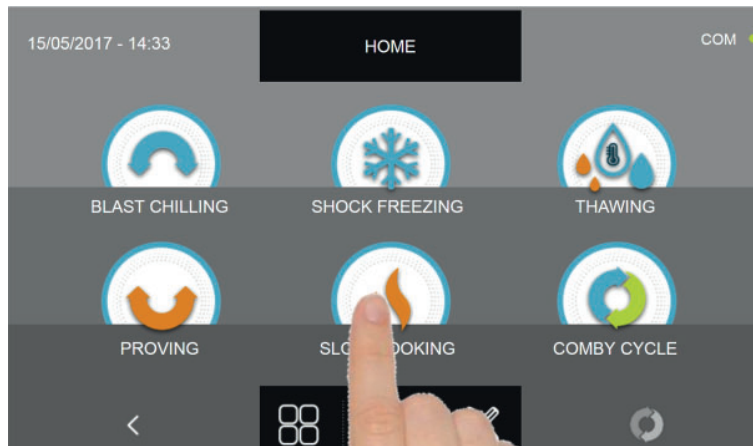 15/05/2017 - 14:33
HOME
COM
BLAST CHILLING
SHOCK FREEZING
THAWING
PROVING
COMBY CYCLE